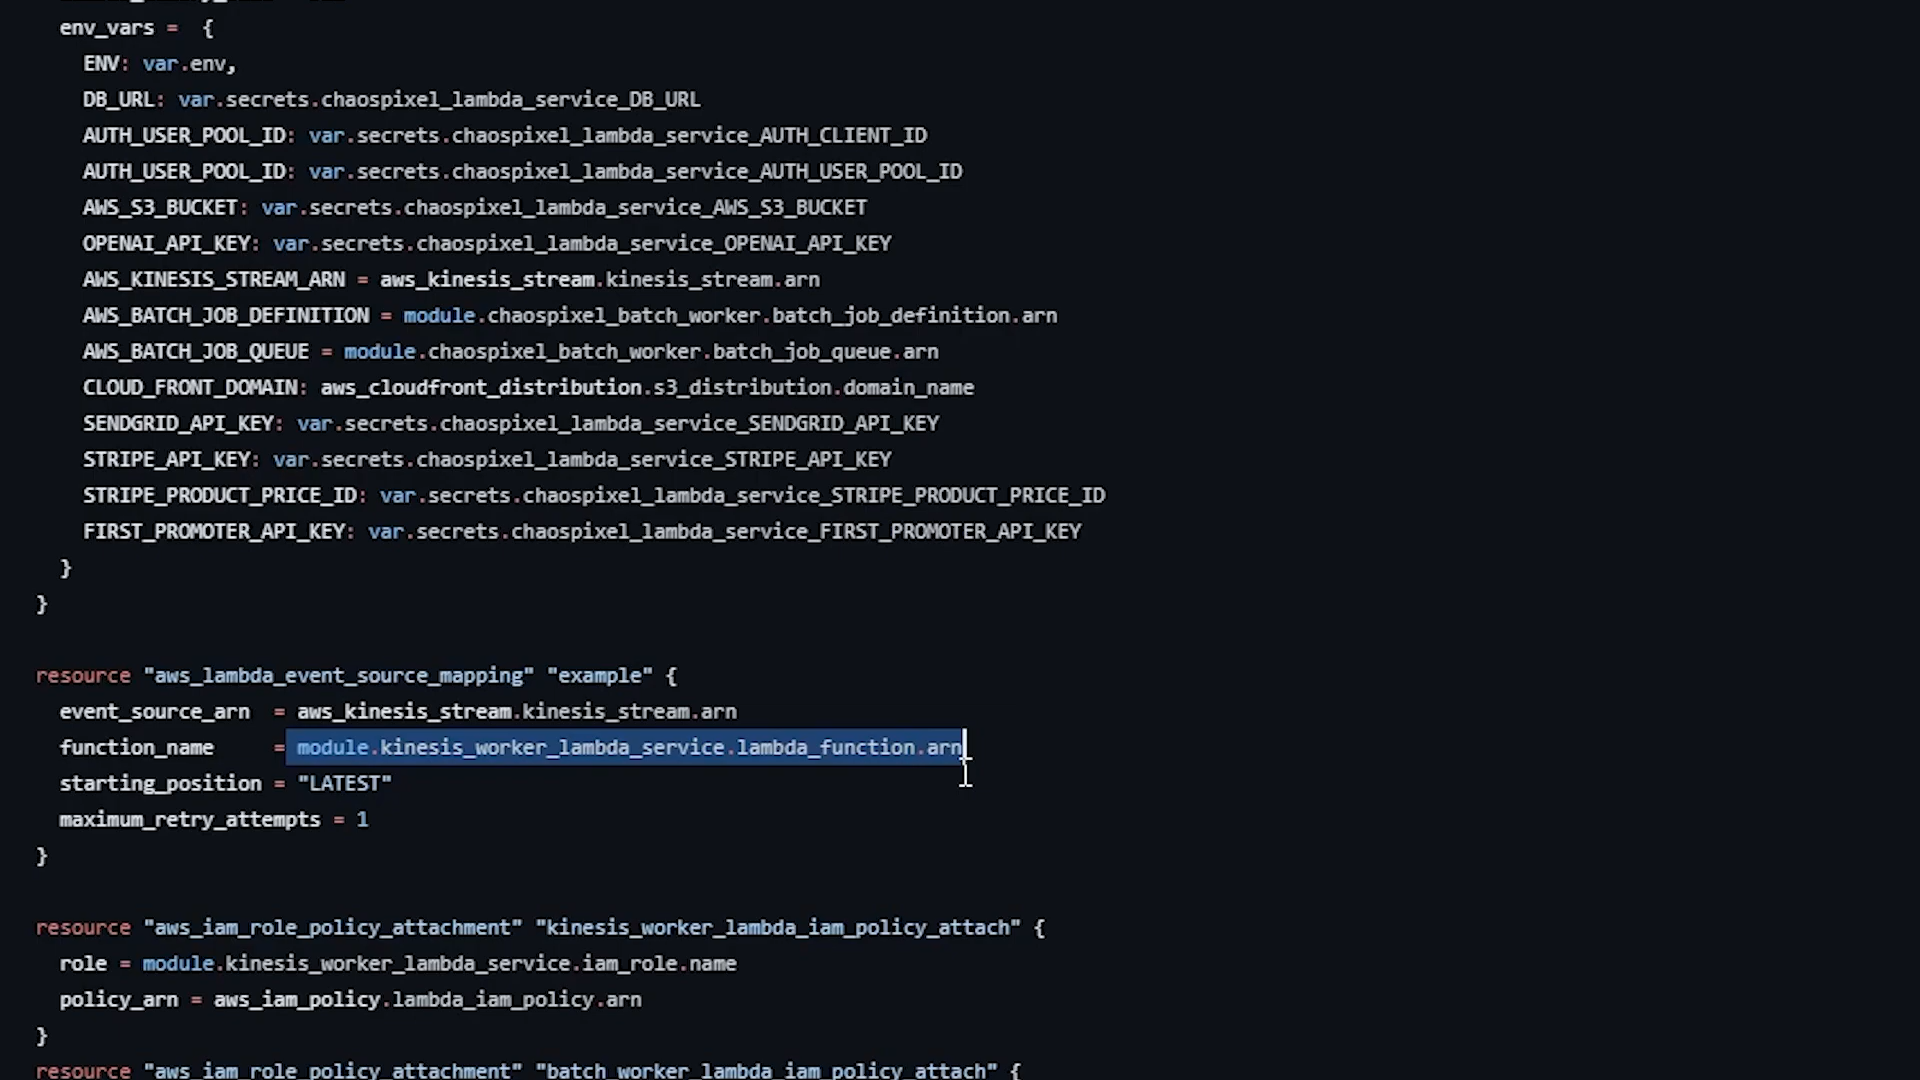 env_vars =  {
ENV: var.env,
DB_URL: var.secrets.chaospixel_lambda_service_DB_URL
AUTH_USER_POOL_ID: var.secrets.chaospixel_lambda_service_AUTH_CLIENT_ID
AUTH_USER_POOL_ID: var.secrets.chaospixel_lambda_service_AUTH_USER_POOL_ID
AWS_S3_BUCKET: var.secrets.chaospixel_lambda_service_AWS_S3_BUCKET
OPENAI_API_KEY: var.secrets.chaospixel_lambda_service_OPENAI_API_KEY
AWS_KINESIS_STREAM_ARN = aws_kinesis_stream.kinesis_stream.arn
AWS_BATCH_JOB_DEFINITION = module.chaospixel_batch_worker.batch_job_definition.arn
AWS_BATCH_JOB_QUEUE = module.chaospixel_batch_worker.batch_job_queue.arn
CLOUD_FRONT_DOMAIN: aws_cloudfront_distribution.s3_distribution.domain_name
SENDGRID_API_KEY: var.secrets.chaospixel_lambda_service_SENDGRID_API_KEY
STRIPE_API_KEY: var.secrets.chaospixel_lambda_service_STRIPE_API_KEY
STRIPE_PRODUCT_PRICE_ID: var.secrets.chaospixel_lambda_service_STRIPE_PRODUCT_PRICE_ID
FIRST_PROMOTER_API_KEY: var.secrets.chaospixel_lambda_service_FIRST_PROMOTER_API_KEY
}
}
resource "aws_lambda_event_source_mapping" "example" {
event_source_arn  = aws_kinesis_stream.kinesis_stream.arn
function_name     = module.kinesis_worker_lambda_service.lambda_function.arn
starting_position = "LATEST"
maximum_retry_attempts = 1
}
resource "aws_iam_role_policy_attachment" "kinesis_worker_lambda_iam_policy_attach" {
role = module.kinesis_worker_lambda_service.iam_role.name
policy_arn = aws_iam_policy.lambda_iam_policy.arn
}
resource "aws_iam_role_policy_attachment" "batch_worker_lambda_iam_policy_attach" {